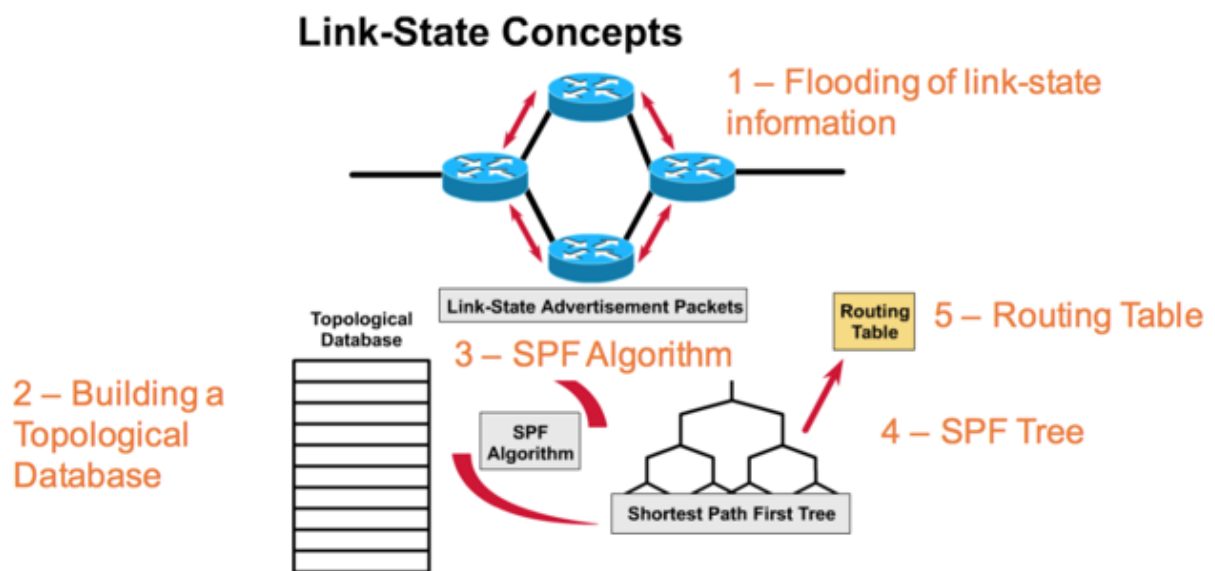 Link-State Concepts
1 – Flooding of link-state
information
Link-State Advertisement Packets
Topological
Database
Routing
Table
5 – Routing Table
3 – SPF Algorithm
2 – Building a
Topological
Database
SPF
Algorithm
4 – SPF Tree
Shortest Path First Tree